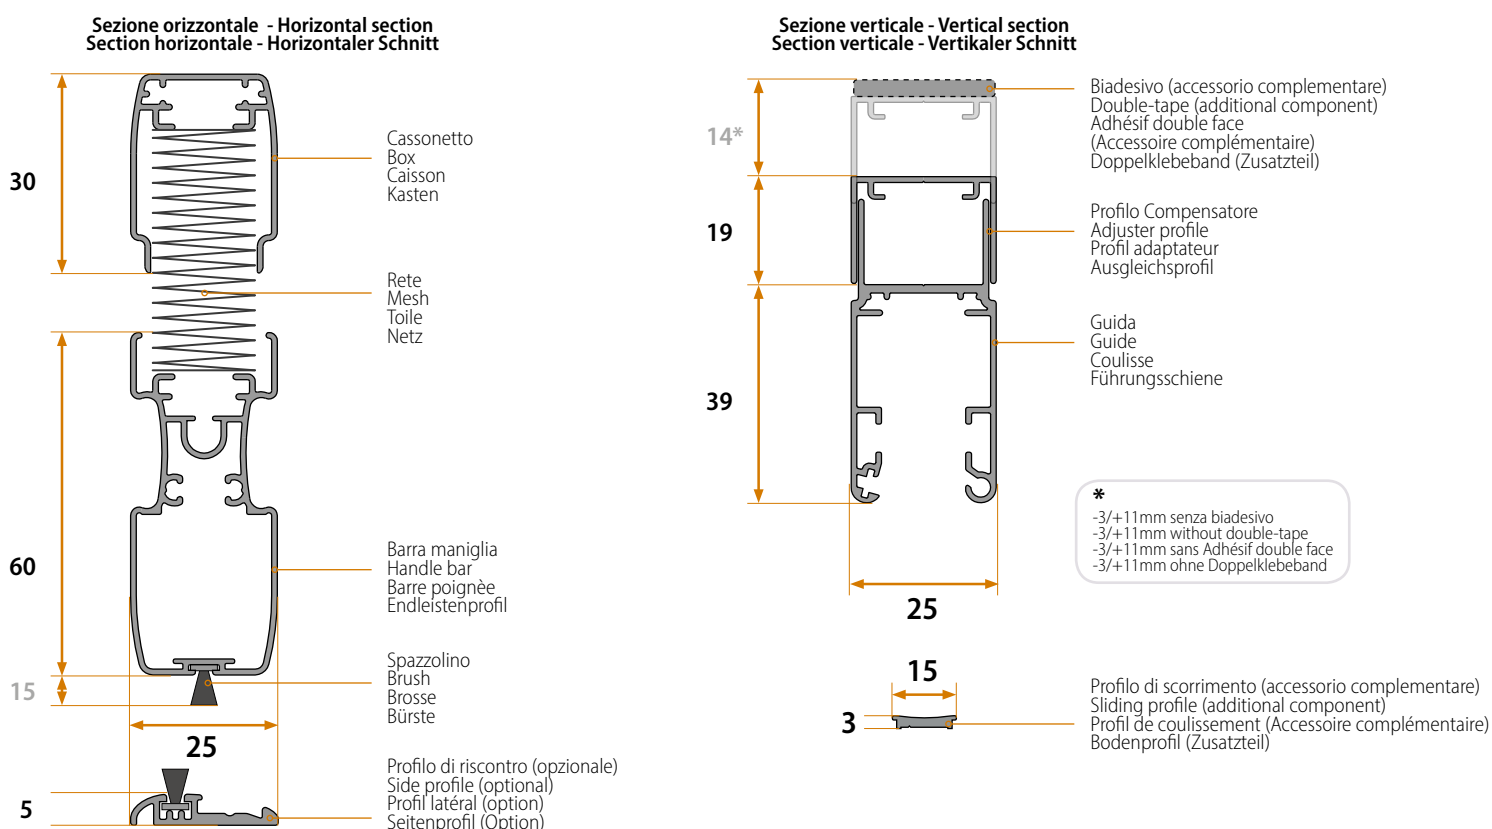 Sezione orizzontale - Horizontal section
Section horizontale - Horizontaler Schnitt
30
Cassonetto
Box
Caisson
Kasten
Rete
Mesh
Toile
Netz
60
Barra maniglia
Handle bar
Barre poignèe
Endleistenprofil
15
Spazzolino
Brush
Brosse
Bürste
25
5
Profilo di riscontro (opzionale)
Side profile (optional)
Profil latéral (option)
Seitenprofil (Option)
Sezione verticale - Vertical section
Section verticale - Vertikaler Schnitt
14*
Biadesivo (accessorio complementare)
Double-tape (additional component)
Adhésif double face
(Accessoire complémentaire)
Doppelklebeband (Zusatzteil)
19
Profilo Compensatore
Adjuster profile
Profil adaptateur
Ausgleichsprofil
39
Guida
Guide
Coulisse
Führungsschiene
*
-3/+11mm senza biadesivo
-3/+11mm without double-tape
-3/+11mm sans Adhésif double face
-3/+11mm ohne Doppelklebeband
25
15
3
Profilo di scorrimento (accessorio complementare)
Sliding profile (additional component)
Profil de coulissement (Accessoire complémentaire)
Bodenprofil (Zusatzteil)